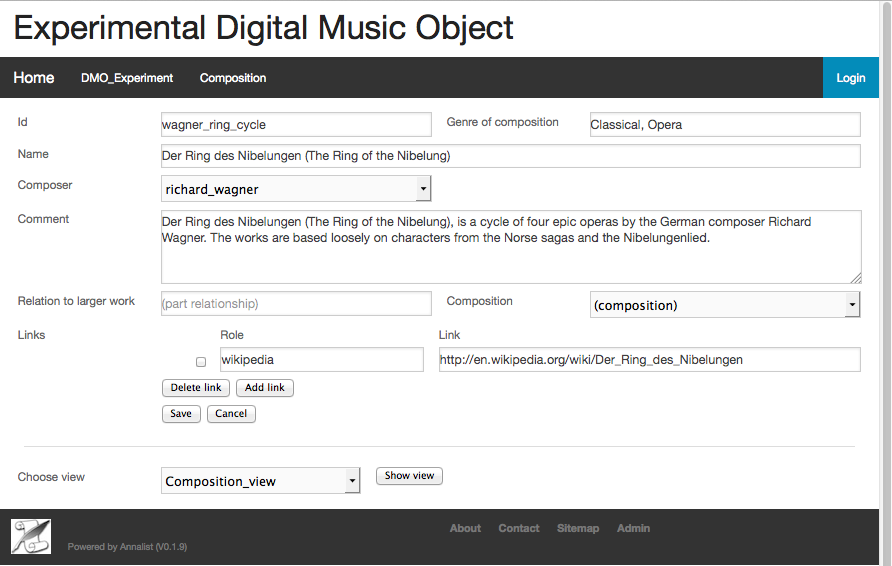 Experimental Digital Music Object
Home DMO_Experiment Composition Login
Id wagner_ring_cycle Genre of composition Classical, Opera
Name Der Ring des Nibelungen (The Ring of the Nibelung)
Composer richard_wagner
Comment Der Ring des Nibelungen (The Ring of the Nibelung), is a cycle of four epic operas by the German composer Richard
Wagner. The works are based loosely on characters from the Norse sagas and the Nibelungenlied.
Relation to larger work (part relationship) Composition (composition)
Links Role Link
wikipedia http://en.wikipedia.org/wiki/Der_Ring_des_Nibelungen
Delete link Add link
Save Cancel
Choose view Composition_view Show view
About Contact Sitemap Admin
Powered by Annalist (V0.1.9)